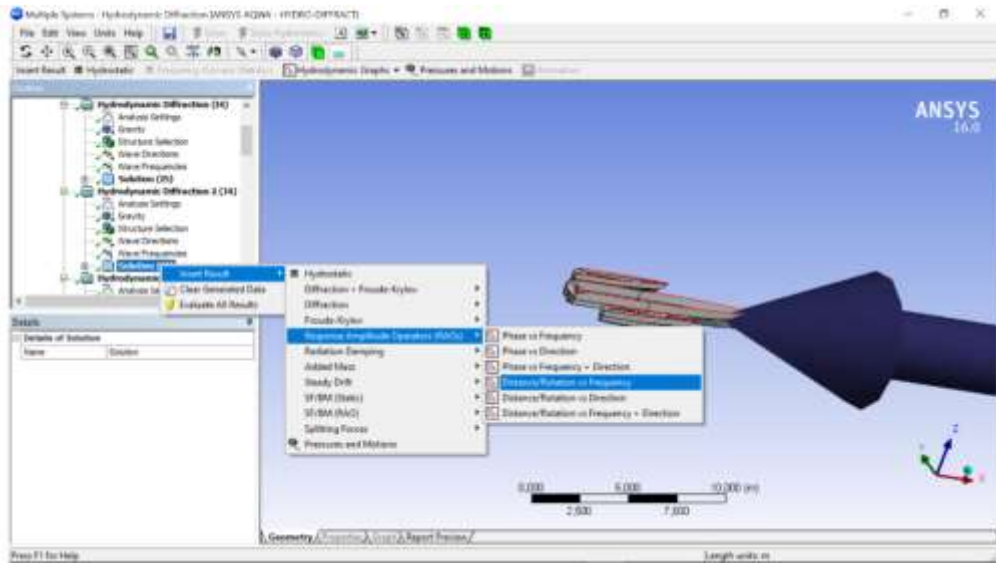 Multiple Systems - Hydrodynamic Diffraction [ANSYS AQWA - HYDRO-DIFFRACT]
File Edit View Units Help
Insert Result Hydrostatic Hydrodynamic Graphs Pressures and Motions
Outline
Hydrodynamic Diffraction (34)
Analysis Settings
Gravity
Structure Selection
Wave Directions
Wave Frequencies
Solution (35)
Hydrodynamic Diffraction 2 (34)
Analysis Settings
Gravity
Structure Selection
Wave Directions
Wave Frequencies
Solution
Hydrodynamic
Analysis
Insert Result
Clear Generated Data
Evaluate All Results
Hydrostatic
Diffraction + Froude-Krylov
Diffraction
Froude-Krylov
Response Amplitude Operators (RAOs)
Radiation Damping
Added Mass
Steady Drift
SF/BM (Static)
SF/BM (RAO)
Splitting Forces
Pressures and Motions
Phase vs Frequency
Phase vs Direction
Phase vs Frequency + Direction
Distance/Rotation vs Frequency
Distance/Rotation vs Direction
Distance/Rotation vs Frequency + Direction
Details
Details of Solution
Name Solution
ANSYS
16.0
0,000 5,000 10,000 (m)
2,500 7,500
Z
X
Geometry Properties Graph Report Preview
Press F1 for Help
Length units: m